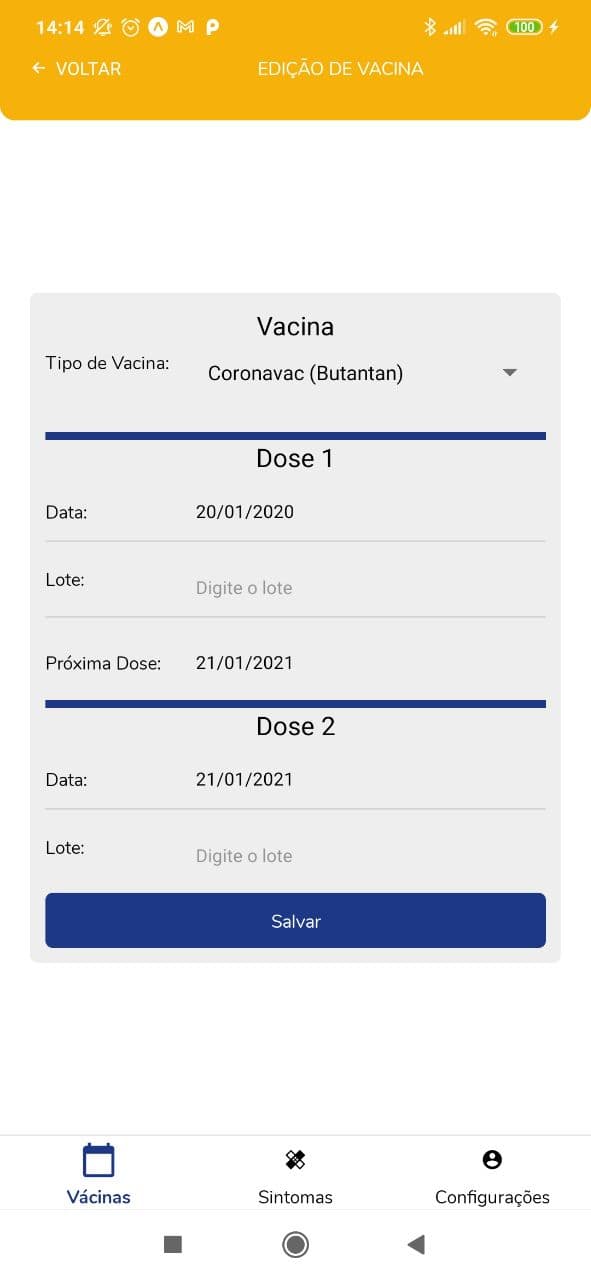 14:14
100
VOLTAR
EDIÇÃO DE VACINA
Vacina
Tipo de Vacina: Coronavac (Butantan)
Dose 1
Data: 20/01/2020
Lote: Digite o lote
Próxima Dose: 21/01/2021
Dose 2
Data: 21/01/2021
Lote: Digite o lote
Salvar
Vácinas Sintomas Configurações